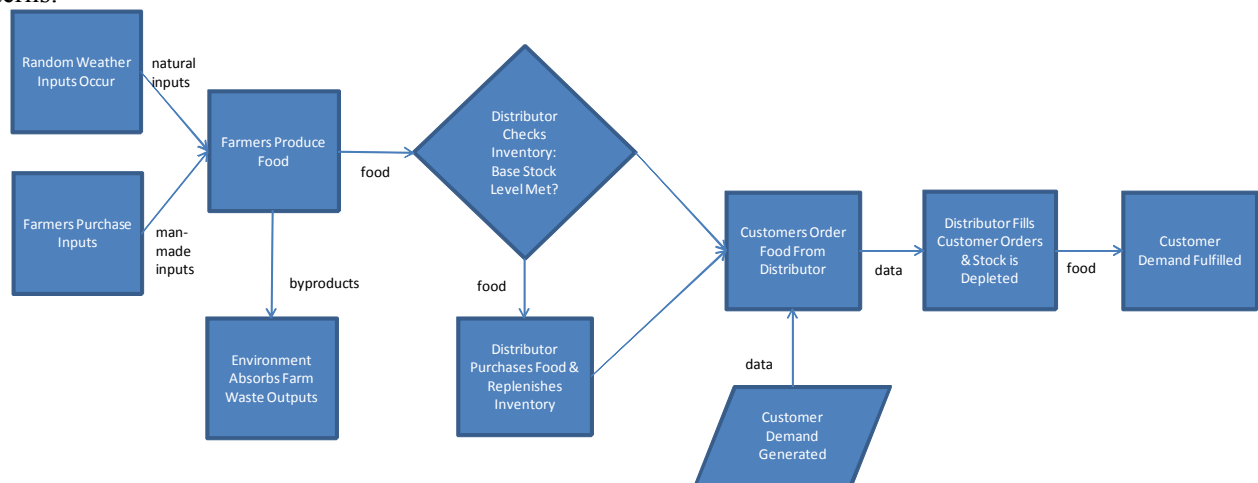 Random Weather
Inputs Occur
natural
inputs
Farmers Purchase
Inputs
man-
made
inputs
Farmers Produce
Food
food
byproducts
Environment
Absorbs Farm
Waste Outputs
Distributor
Checks
Inventory:
Base Stock
Level Met?
food
Distributor
Purchases Food &
Replenishes
Inventory
Customers Order
Food From
Distributor
data
Customer
Demand
Generated
data
Distributor Fills
Customer Orders
& Stock is
Depleted
food
Customer
Demand Fulfilled